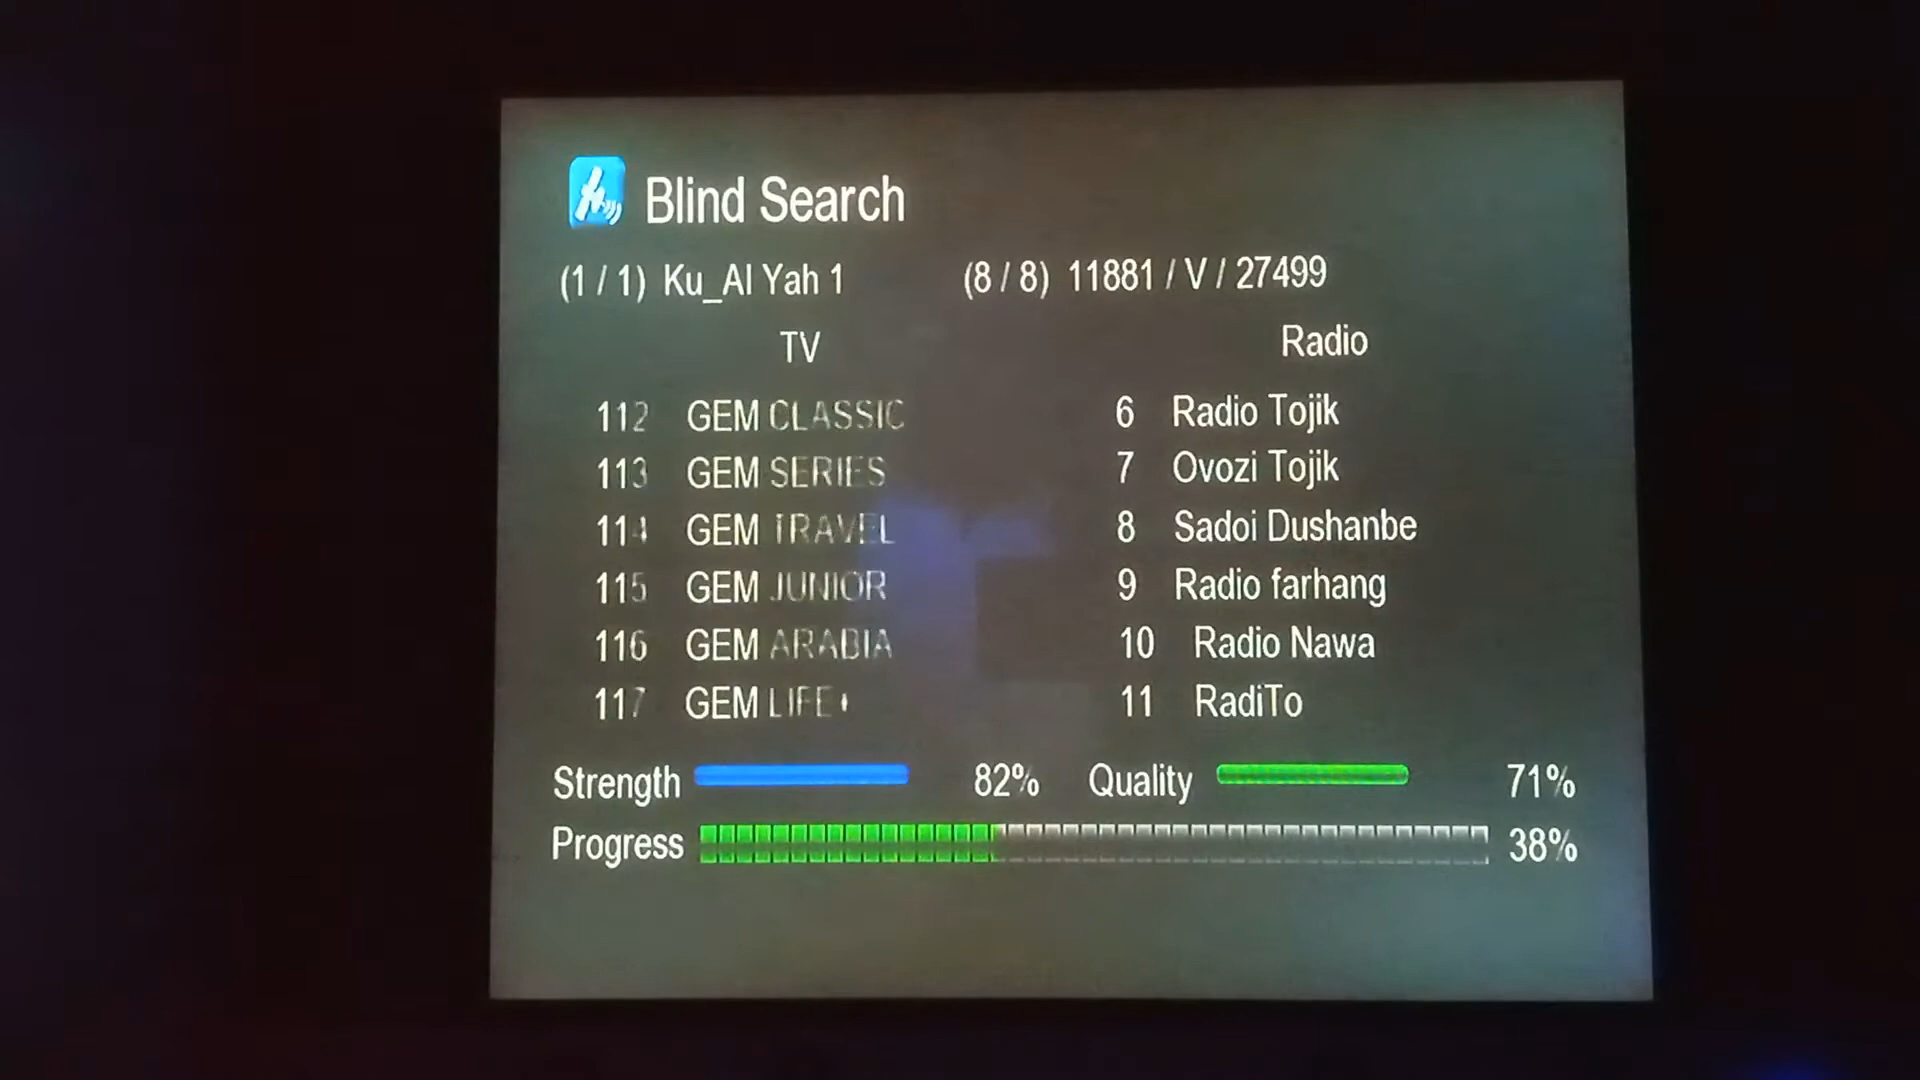 Blind Search
(1 / 1) Ku_Al Yah 1 (8 / 8) 11881 / V / 27499
TV Radio
112 GEM CLASSIC 6 Radio Tojik
113 GEM SERIES 7 Ovozi Tojik
114 GEM TRAVEL 8 Sadoi Dushanbe
115 GEM JUNIOR 9 Radio farhang
116 GEM ARABIA 10 Radio Nawa
117 GEM LIFE+ 11 RadiTo
Strength 82% Quality 71%
Progress 38%